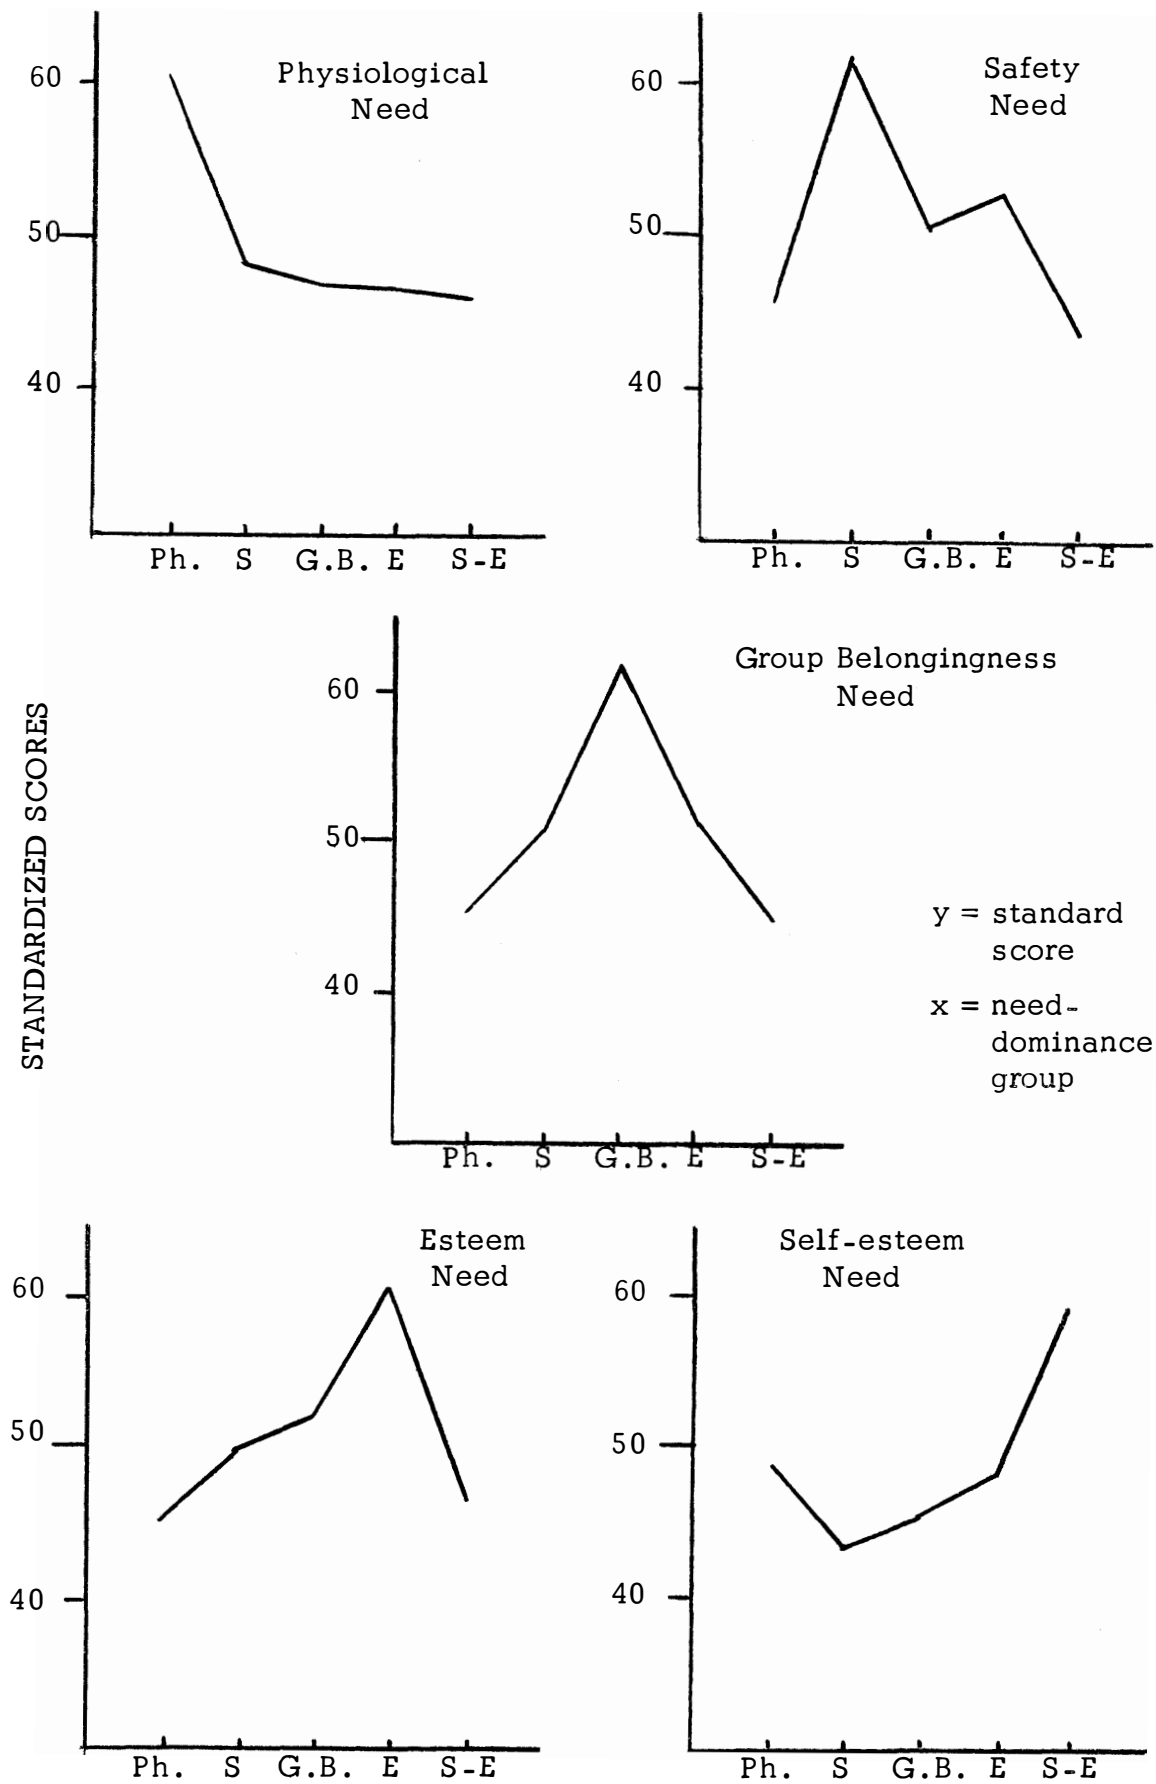 Physiological
Need
60
50
40
Ph. S G.B. E S-E
Safety
Need
60
50
40
Ph. S G.B. E S-E
STANDARDIZED SCORES
Group Belongingness
Need
60
50
40
Ph. S G.B. E S-E
y = standard
score
x = need-
dominance
group
Esteem
Need
60
50
40
Ph. S G.B. E S-E
Self-esteem
Need
60
50
40
Ph. S G.B. E S-E